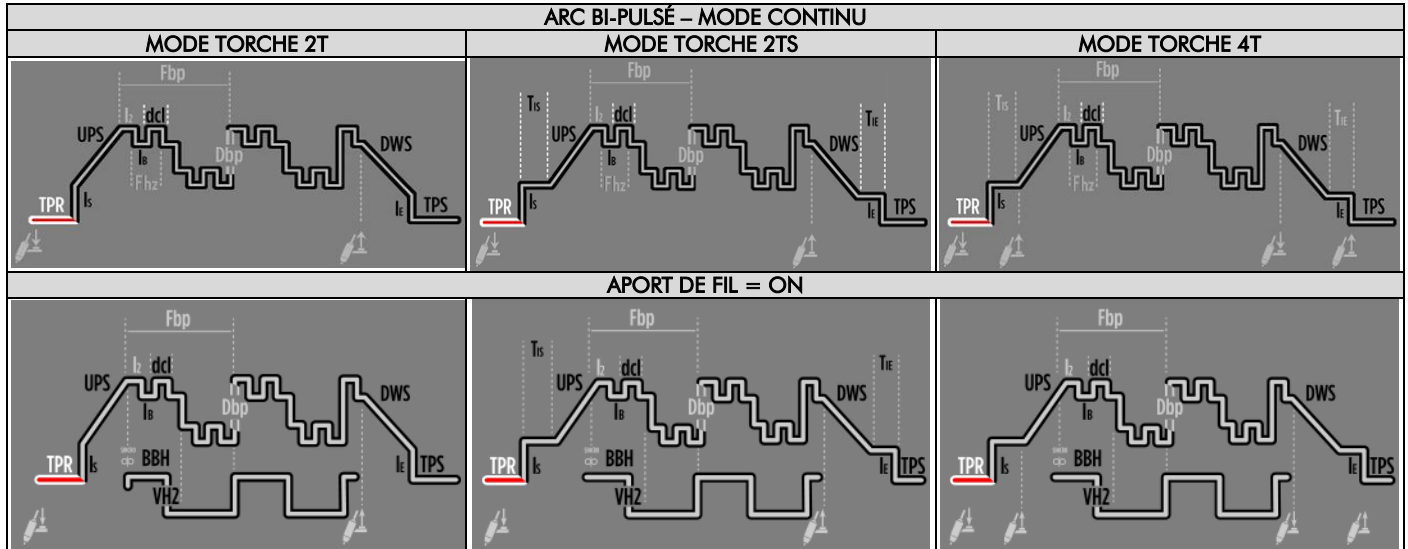 ARC BI-PULSÉ – MODE CONTINU
MODE TORCHE 2T
MODE TORCHE 2TS
MODE TORCHE 4T
Fbp
I2 dcl
UPS
IB
Dbp
DWS
Fhz
TPR
IS
IE
TPS
Fbp
TIS
I2 dcl
TIE
UPS
IB
Dbp
DWS
Fhz
TPR
IS
IE
TPS
Fbp
TIS
I2 dcl
TIE
UPS
IB
Dbp
DWS
Fhz
TPR
IS
IE
TPS
APORT DE FIL = ON
Fbp
I2 dcl
UPS
IB
Dbp
DWS
BBH
TPR
IS
IE
TPS
VH2
Fbp
TIS
I2 dcl
TIE
UPS
IB
Dbp
DWS
BBH
TPR
IS
IE
TPS
VH2
Fbp
I2 dcl
UPS
IB
Dbp
DWS
BBH
TPR
IS
IE
TPS
VH2